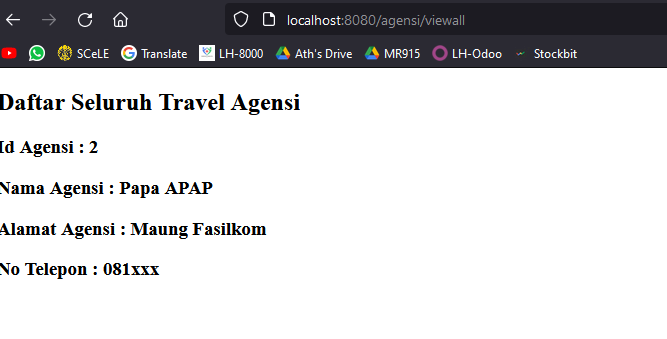 localhost:8080/agensi/viewall
SCeLE Translate LH-8000 Ath's Drive MR915 LH-Odoo Stockbit
Daftar Seluruh Travel Agensi
Id Agensi : 2
Nama Agensi : Papa APAP
Alamat Agensi : Maung Fasilkom
No Telepon : 081xxx